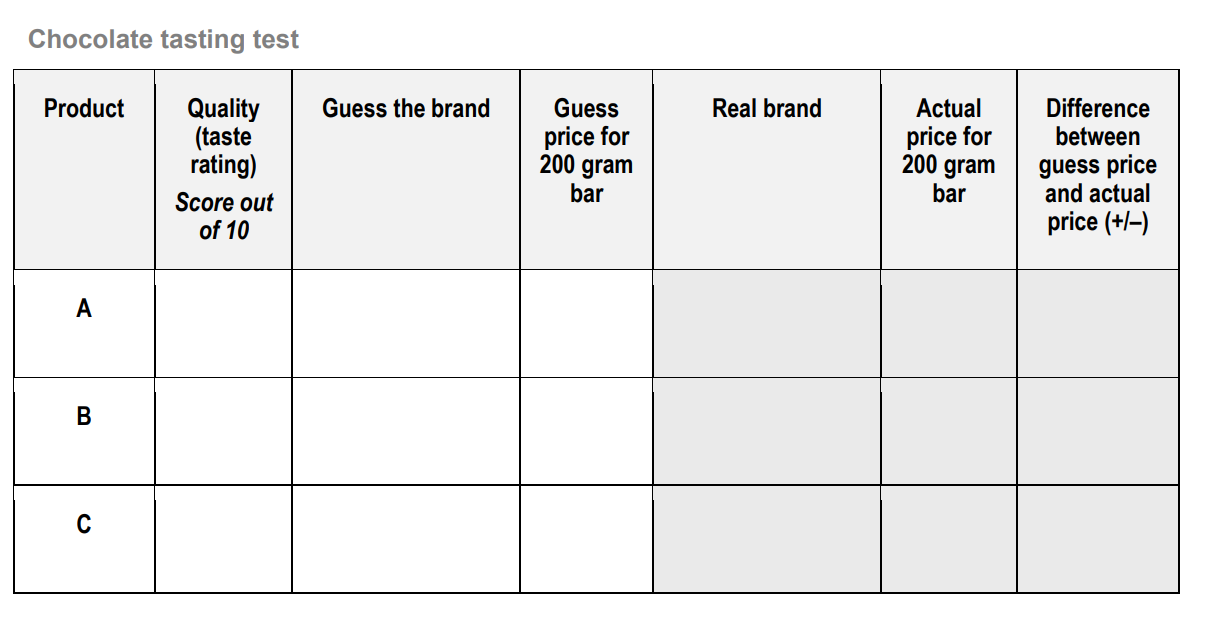 Chocolate tasting test
Product
Quality
(taste
rating)
Score out
of 10
Guess the brand
Guess
price for
200 gram
bar
Real brand
Actual
price for
200 gram
bar
Difference
between
guess price
and actual
price (+/–)
A
B
C